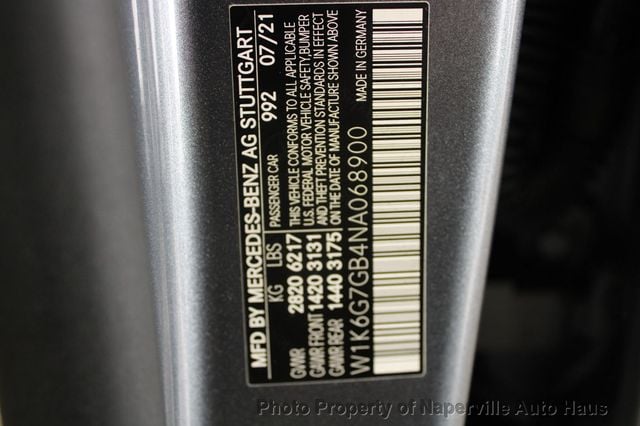 MFD BY MERCEDES-BENZ AG STUTTGART
PASSENGER CAR 992 07/21
KG LBS
GWR 2820 6217
GAWR FRONT 1420 3131
GAWR REAR 1440 3175
THIS VEHICLE CONFORMS TO ALL APPLICABLE
U.S. FEDERAL MOTOR VEHICLE SAFETY, BUMPER
AND THEFT PREVENTION STANDARDS IN EFFECT
ON THE DATE OF MANUFACTURE SHOWN ABOVE
W1K6G7GB4NA068900
MADE IN GERMANY
Photo Property of Naperville Auto Haus